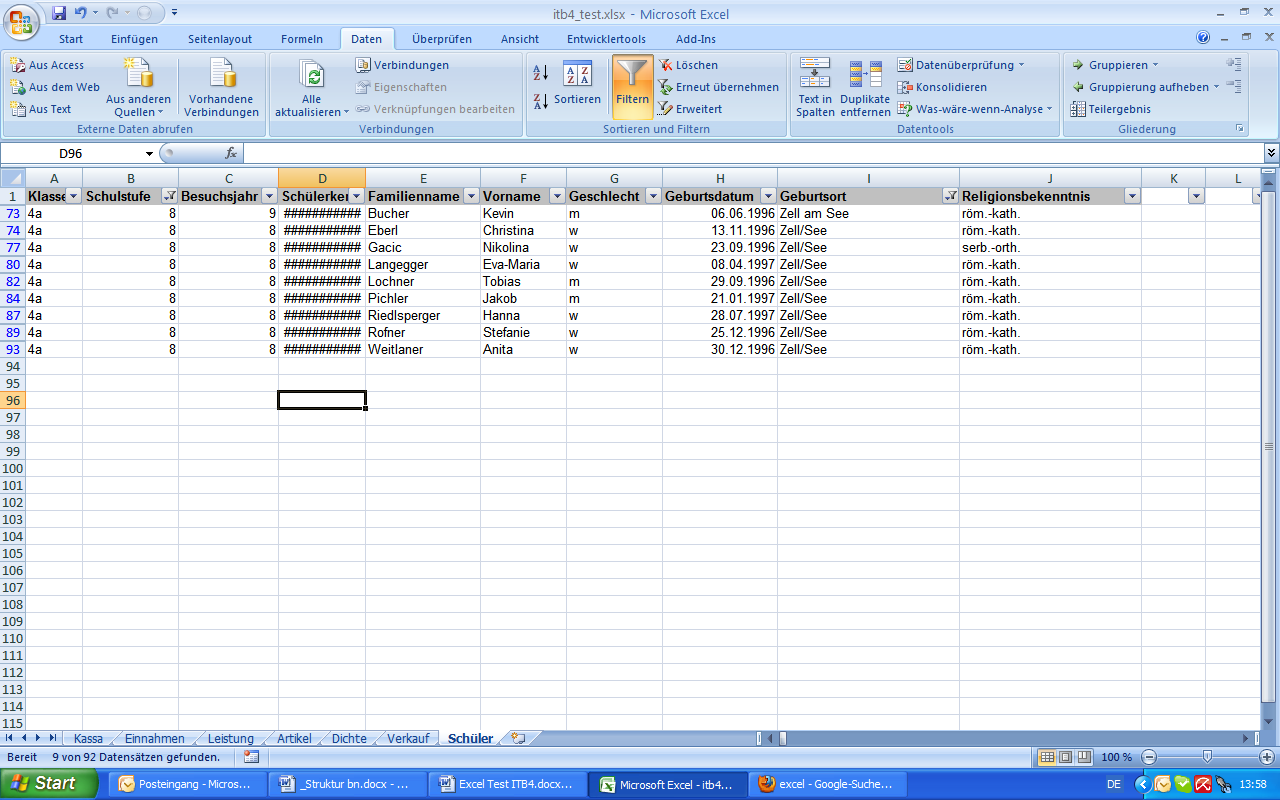 itb4_test.xlsx - Microsoft Excel
Start Einfügen Seitenlayout Formeln Daten Überprüfen Ansicht Entwicklertools Add-Ins
Aus Access
Aus dem Web
Aus Text
Aus anderen Quellen
Vorhandene Verbindungen
Externe Daten abrufen
Alle aktualisieren
Verbindungen
Eigenschaften
Verknüpfungen bearbeiten
Verbindungen
Sortieren
Filtern
Löschen
Erneut übernehmen
Erweitert
Sortieren und Filtern
Text in Spalten
Duplikate entfernen
Datenüberprüfung
Konsolidieren
Was-wäre-wenn-Analyse
Datentools
Gruppieren
Gruppierung aufheben
Teilergebnis
Gliederung
D96 fx
A B C D E F G H I J K L
1 Klasse Schulstufe Besuchsjahr Schülerken Familienname Vorname Geschlecht Geburtsdatum Geburtsort Religionsbekenntnis
73 4a 8 9 ########### Bucher Kevin m 06.06.1996 Zell am See röm.-kath.
74 4a 8 8 ########### Eberl Christina w 13.11.1996 Zell/See röm.-kath.
77 4a 8 8 ########### Gacic Nikolina w 23.09.1996 Zell/See serb.-orth.
80 4a 8 8 ########### Langegger Eva-Maria w 08.04.1997 Zell/See röm.-kath.
82 4a 8 8 ########### Lochner Tobias m 29.09.1996 Zell/See röm.-kath.
84 4a 8 8 ########### Pichler Jakob m 21.01.1997 Zell/See röm.-kath.
87 4a 8 8 ########### Riedlsperger Hanna w 28.07.1997 Zell/See röm.-kath.
89 4a 8 8 ########### Rofner Stefanie w 25.12.1996 Zell/See röm.-kath.
93 4a 8 8 ########### Weitlaner Anita w 30.12.1996 Zell/See röm.-kath.
94
95
96
97
98
99
100
101
102
103
104
105
106
107
108
109
110
111
112
113
114
115
Kassa Einnahmen Leistung Artikel Dichte Verkauf Schüler
Bereit 9 von 92 Datensätzen gefunden. 100 %
Start Posteingang - Micros... _Struktur bn.docx - ... Excel Test ITB4.docx... Microsoft Excel - itb4... excel - Google-Suche... DE 13:58